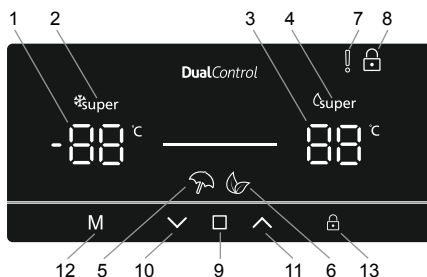 1 2 3 4 7 8
DualControl
super super
-88 °C 88 °C
M
12 5 10 9 11 6 13